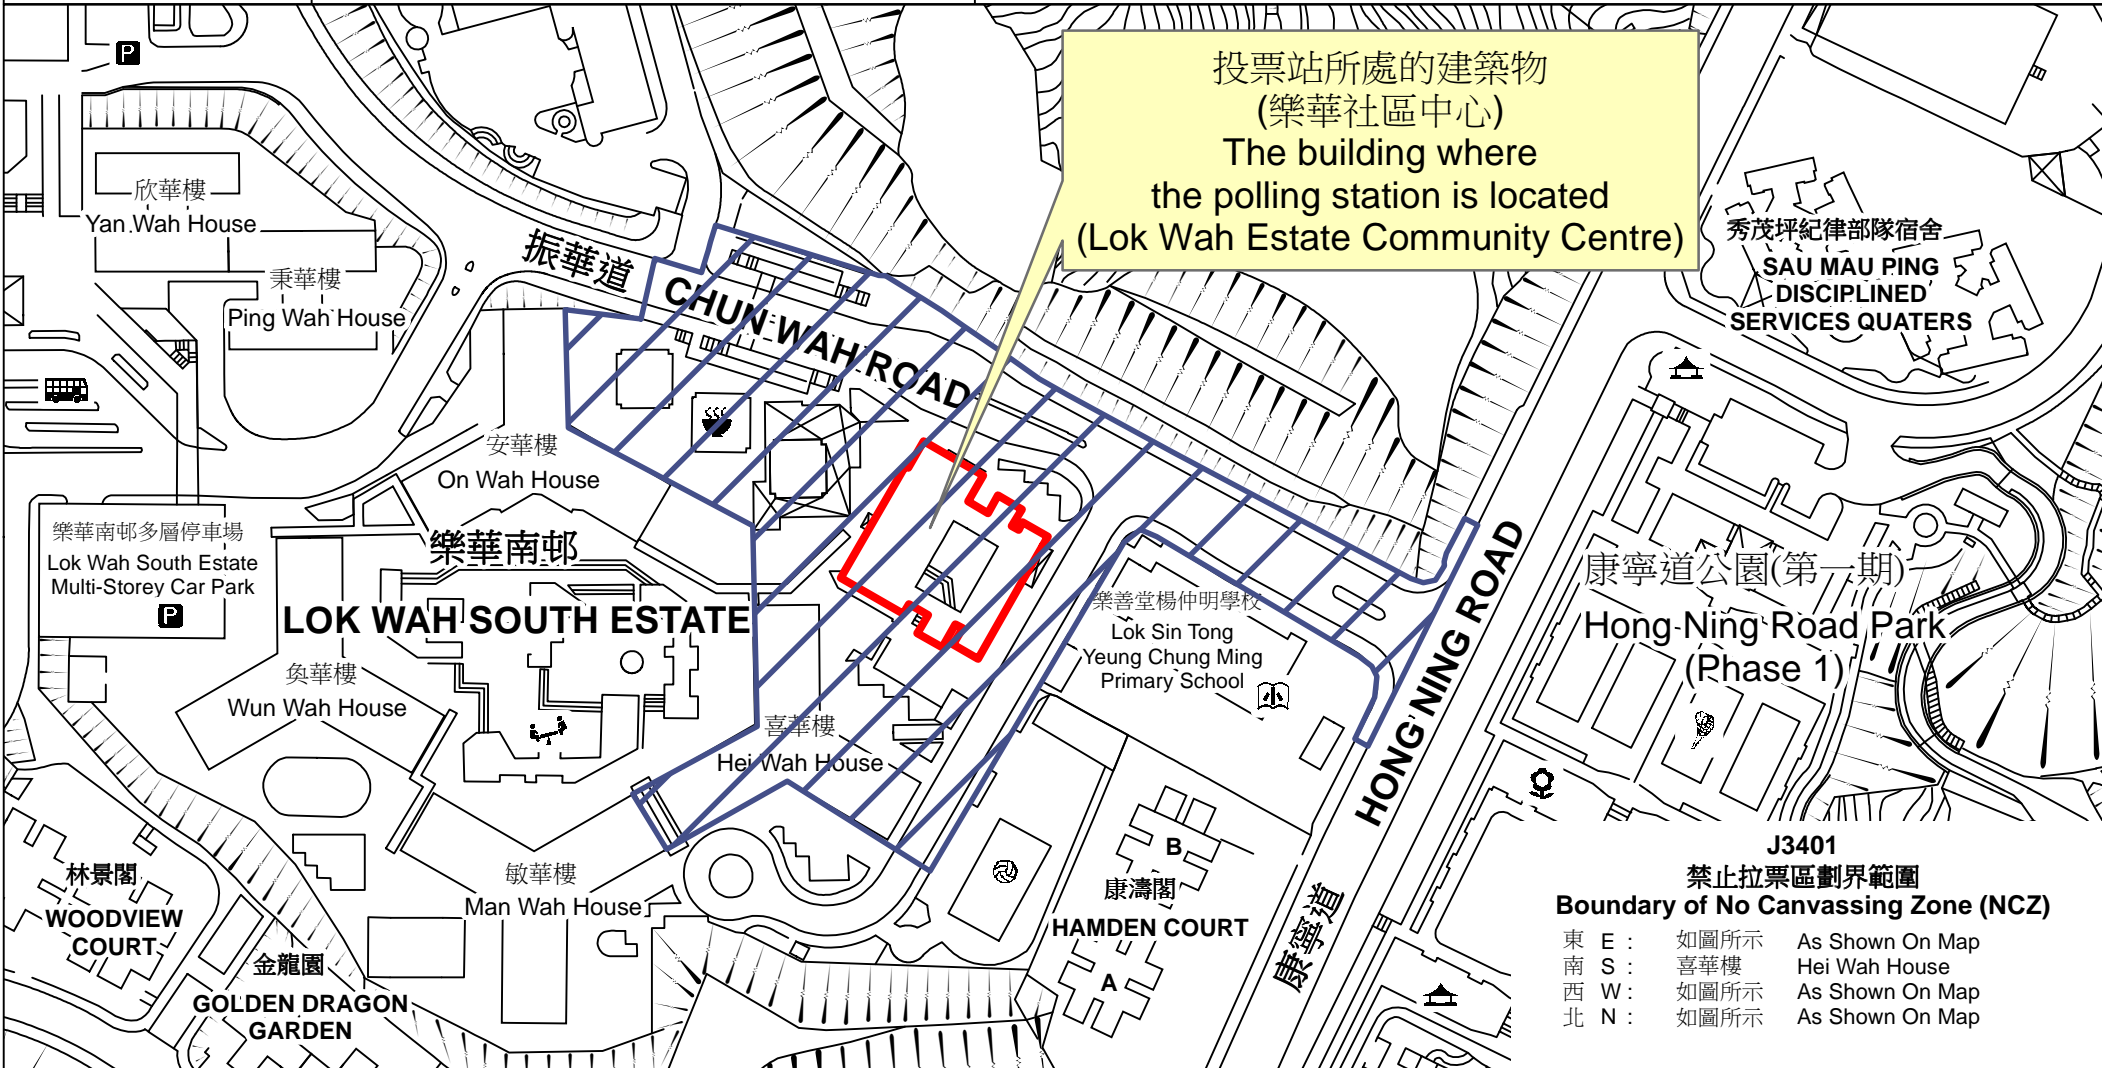 投票站所處的建築物
(樂華社區中心)
The building where
the polling station is located
(Lok Wah Estate Community Centre)
P
欣華樓
Yan Wah House
秉華樓
Ping Wah House
振華道
CHUN WAH ROAD
秀茂坪紀律部隊宿舍
SAU MAU PING
DISCIPLINED
SERVICES QUATERS
安華樓
On Wah House
樂華南邨多層停車場
Lok Wah South Estate
Multi-Storey Car Park
P
樂華南邨
LOK WAH SOUTH ESTATE
奐華樓
Wun Wah House
喜華樓
Hei Wah House
樂善堂楊仲明學校
Lok Sin Tong
Yeung Chung Ming
Primary School
康寧道公園(第一期)
Hong Ning Road Park
(Phase 1)
HONG NING ROAD
康寧道
敏華樓
Man Wah House
林景閣
WOODVIEW
COURT
金龍園
GOLDEN DRAGON
GARDEN
B
康濤閣
HAMDEN COURT
A
J3401
禁止拉票區劃界範圍
Boundary of No Canvassing Zone (NCZ)
東 E : 如圖所示 As Shown On Map
南 S : 喜華樓 Hei Wah House
西 W : 如圖所示 As Shown On Map
北 N : 如圖所示 As Shown On Map